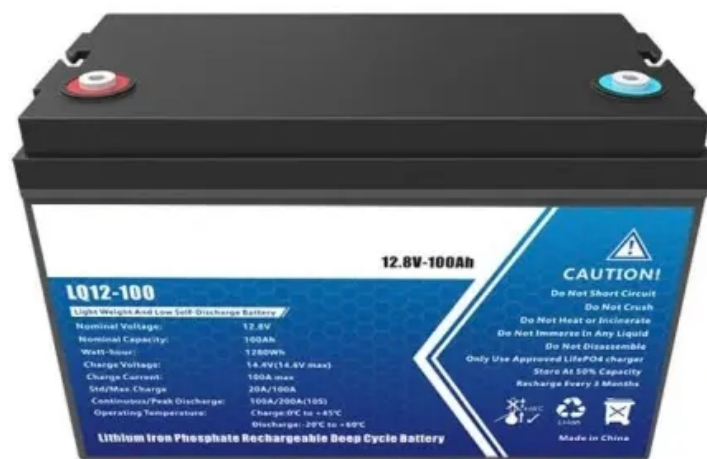 12.8V-100Ah
LQ12-100
Light Weight And Low Self-Discharge Battery
Nominal Voltage: 12.8V
Nominal Capacity: 100Ah
Watt-hour: 1280Wh
Charge Voltage: 14.4V(14.6V max)
Charge Current: 100A max
Std/Max.Charge 20A/100A
Continuous/Peak Discharge: 100A/200A(10S)
Operating Temperature: Charge:0℃ to +45℃
Discharge:-20℃ to +60℃
Lithium Iron Phosphate Rechargeable Deep Cycle Battery
CAUTION!
Do Not Short Circuit
Do Not Crush
Do Not Heat or Incinerate
Do Not Immerse In Any Liquid
Do Not Disassemble
Only Use Approved LifePO4 charger
Store At 50% Capacity
Recharge Every 3 Months
Li-ion
Made in China